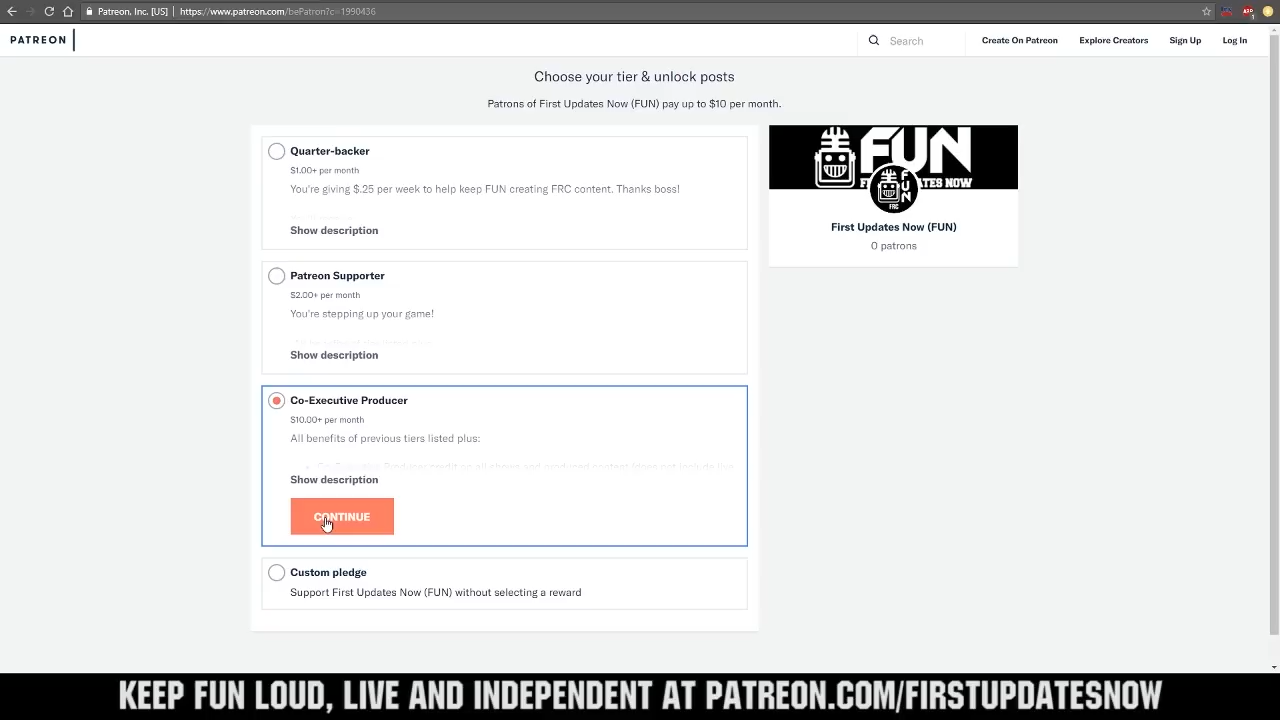 Patreon, Inc. [US] | https://www.patreon.com/bePatron?c=1990436
PATREON
Search
Create On Patreon
Explore Creators
Sign Up
Log In
Choose your tier & unlock posts
Patrons of First Updates Now (FUN) pay up to $10 per month.
Quarter-backer
$1.00+ per month
You're giving $.25 per week to help keep FUN creating FRC content. Thanks boss!
Show description
Patreon Supporter
$2.00+ per month
You're stepping up your game!
Show description
Co-Executive Producer
$10.00+ per month
All benefits of previous tiers listed plus:
Show description
CONTINUE
Custom pledge
Support First Updates Now (FUN) without selecting a reward
FUN
FUN
FRC
First Updates Now (FUN)
0 patrons
KEEP FUN LOUD, LIVE AND INDEPENDENT AT PATREON.COM/FIRSTUPDATESNOW